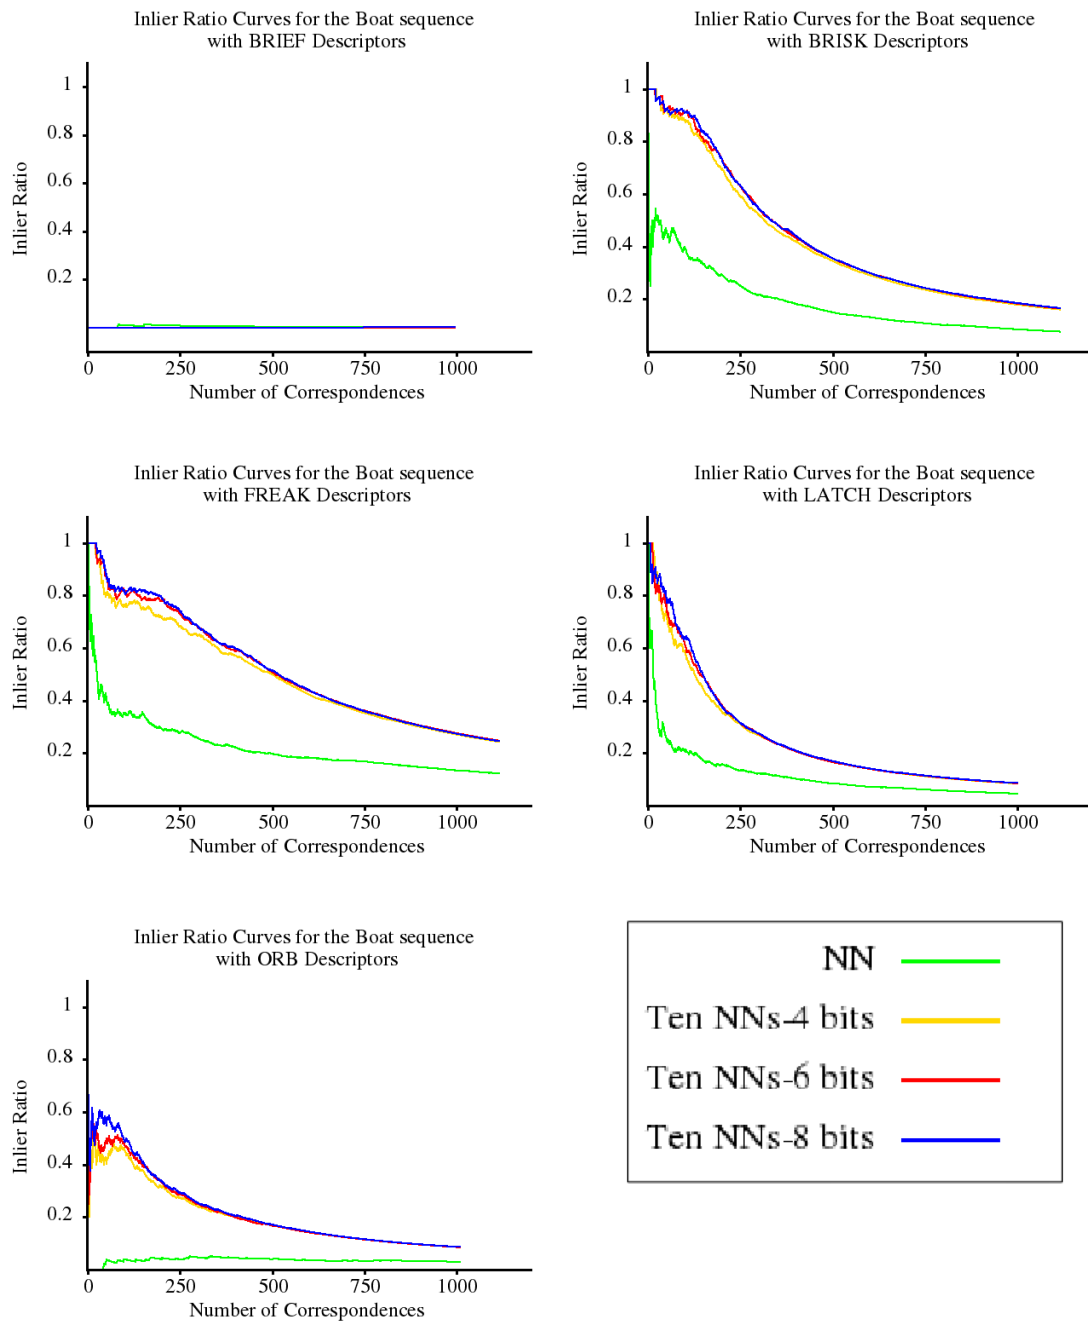 Inlier Ratio Curves for the Boat sequence
with BRIEF Descriptors
1
0.8
0.6
0.4
0.2
Inlier Ratio
0 250 500 750 1000
Number of Correspondences
Inlier Ratio Curves for the Boat sequence
with BRISK Descriptors
1
0.8
0.6
0.4
0.2
Inlier Ratio
0 250 500 750 1000
Number of Correspondences
Inlier Ratio Curves for the Boat sequence
with FREAK Descriptors
1
0.8
0.6
0.4
0.2
Inlier Ratio
0 250 500 750 1000
Number of Correspondences
Inlier Ratio Curves for the Boat sequence
with LATCH Descriptors
1
0.8
0.6
0.4
0.2
Inlier Ratio
0 250 500 750 1000
Number of Correspondences
Inlier Ratio Curves for the Boat sequence
with ORB Descriptors
1
0.8
0.6
0.4
0.2
Inlier Ratio
0 250 500 750 1000
Number of Correspondences
NN
Ten NNs-4 bits
Ten NNs-6 bits
Ten NNs-8 bits